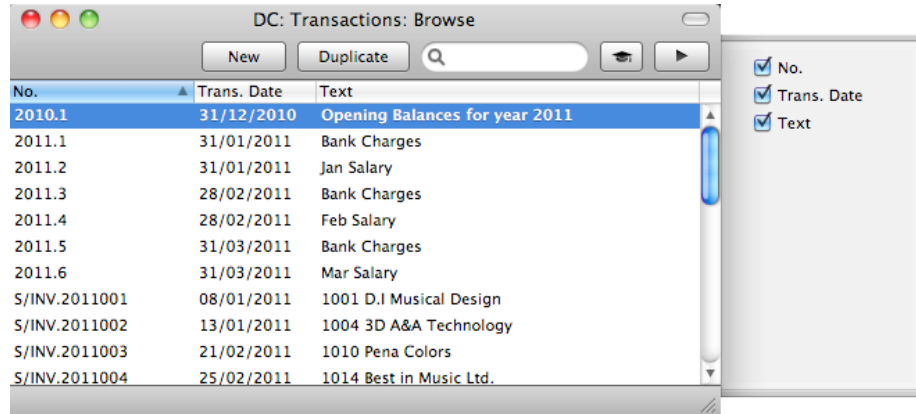 DC: Transactions: Browse
New Duplicate
No. Trans. Date Text
2010.1 31/12/2010 Opening Balances for year 2011
2011.1 31/01/2011 Bank Charges
2011.2 31/01/2011 Jan Salary
2011.3 28/02/2011 Bank Charges
2011.4 28/02/2011 Feb Salary
2011.5 31/03/2011 Bank Charges
2011.6 31/03/2011 Mar Salary
S/INV.2011001 08/01/2011 1001 D.I Musical Design
S/INV.2011002 13/01/2011 1004 3D A&A Technology
S/INV.2011003 21/02/2011 1010 Pena Colors
S/INV.2011004 25/02/2011 1014 Best in Music Ltd.
No.
Trans. Date
Text